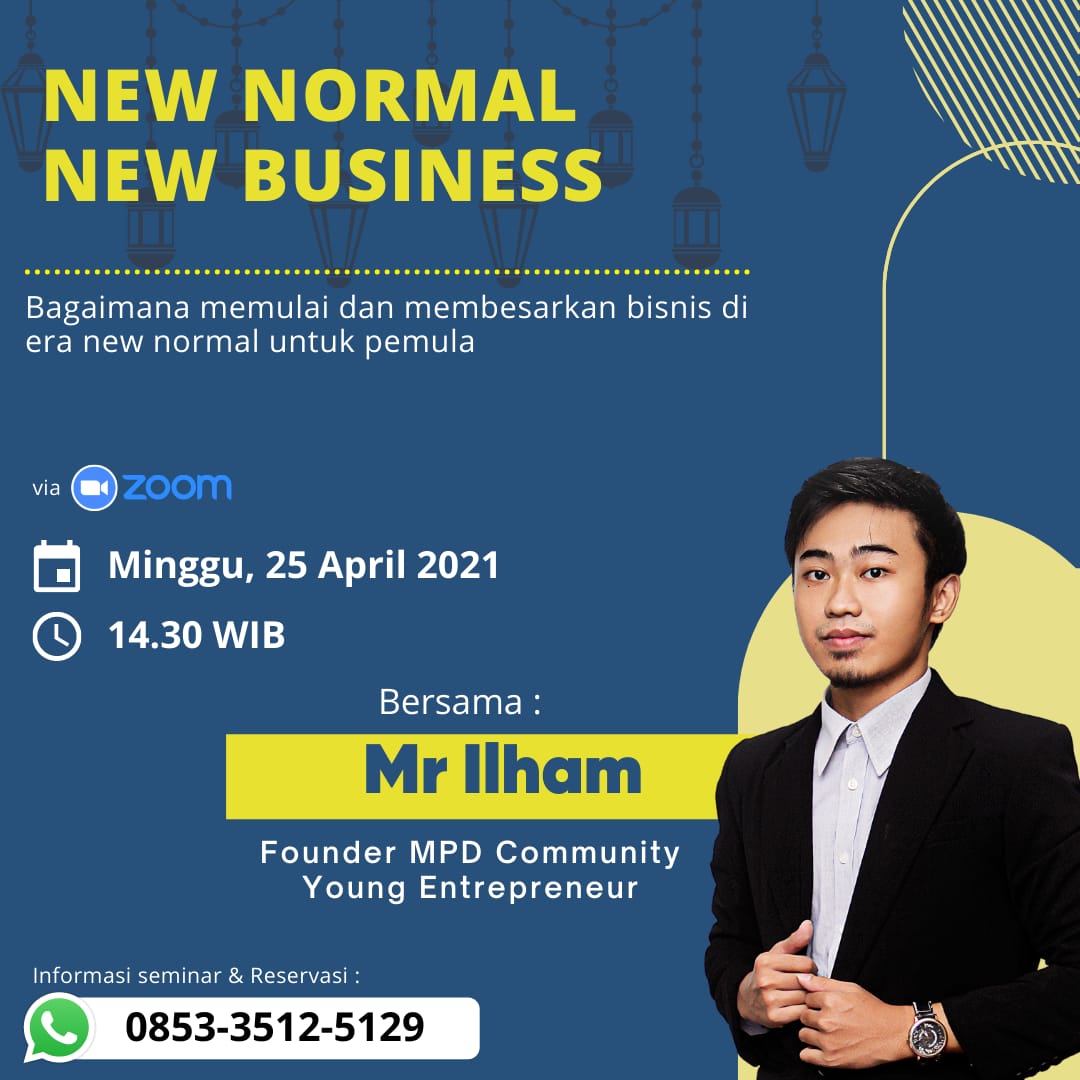 NEW NORMAL
NEW BUSINESS
Bagaimana memulai dan membesarkan bisnis di
era new normal untuk pemula
via zoom
Minggu, 25 April 2021
14.30 WIB
Bersama :
Mr Ilham
Founder MPD Community
Young Entrepreneur
Informasi seminar & Reservasi :
0853-3512-5129